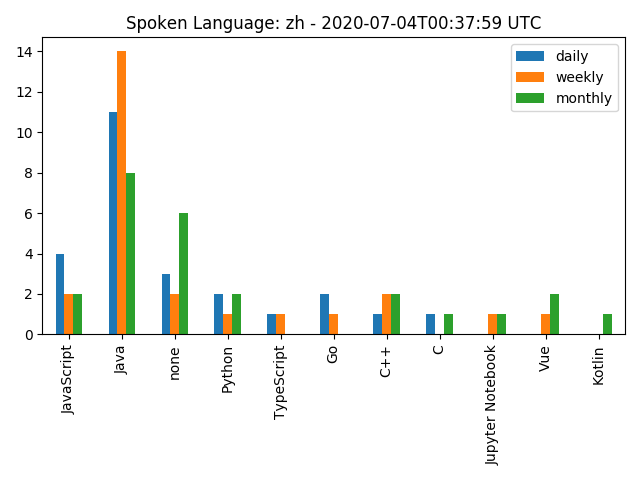 Spoken Language: zh - 2020-07-04T00:37:59 UTC
daily
weekly
monthly
14
12
10
8
6
4
2
0
JavaScript
Java
none
Python
TypeScript
Go
C++
C
Jupyter Notebook
Vue
Kotlin